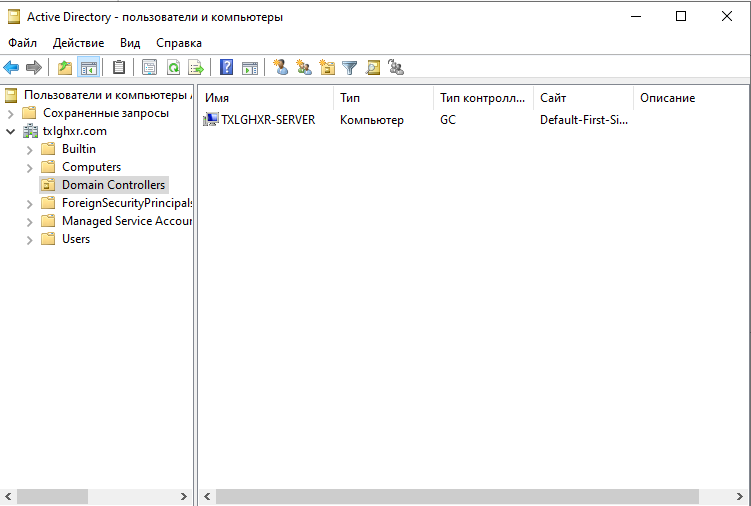 Active Directory - пользователи и компьютеры
Файл Действие Вид Справка
Пользователи и компьютеры
Сохраненные запросы
txlghxr.com
Builtin
Computers
Domain Controllers
ForeignSecurityPrincipal
Managed Service Accour
Users
Имя Тип Тип контролл... Сайт Описание
TXLGHXR-SERVER Компьютер GC Default-First-Si...